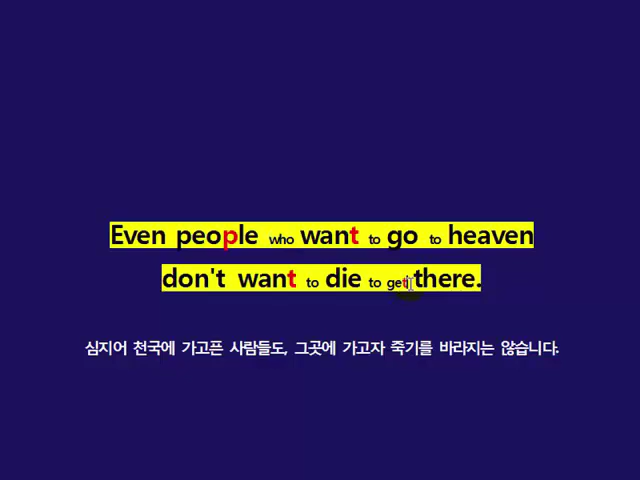 Even people who want to go to heaven
don't want to die to get there.
심지어 천국에 가고픈 사람들도, 그곳에 가고자 죽기를 바라지는 않습니다.